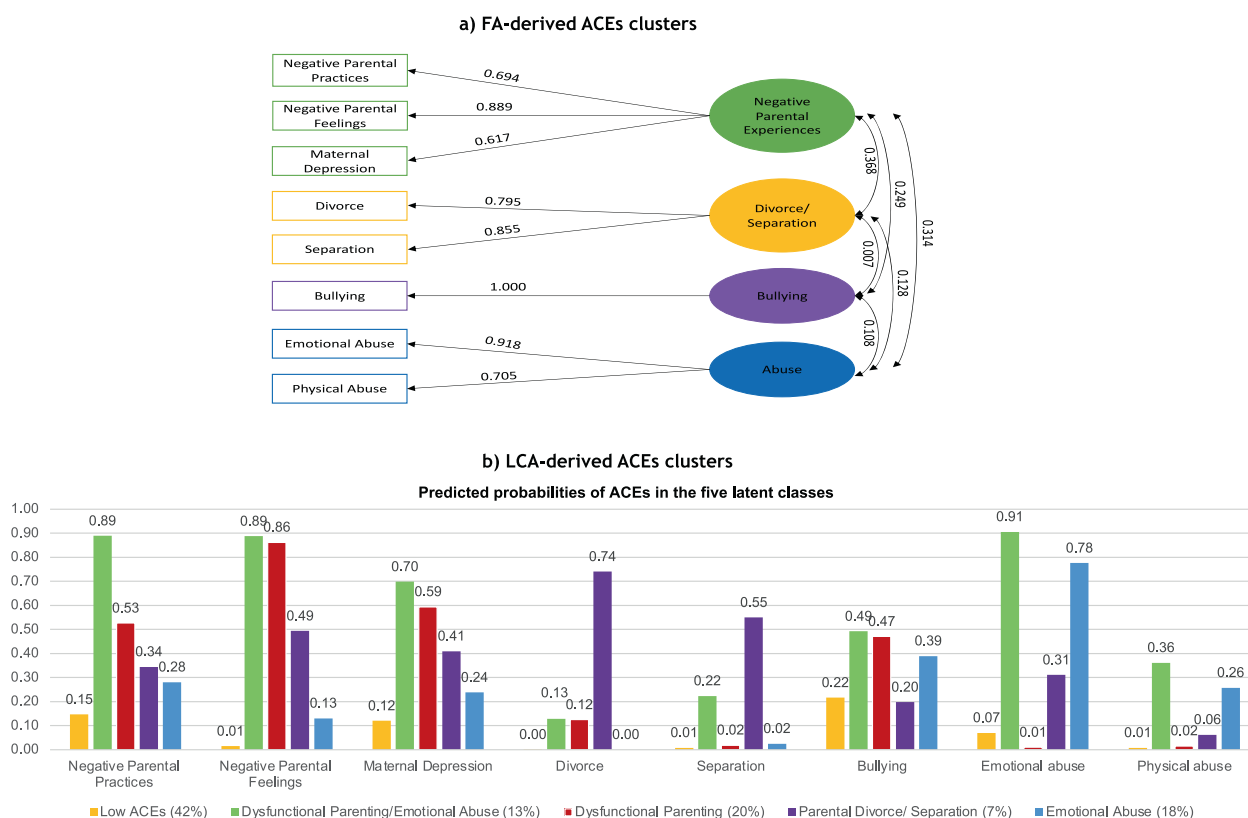 a) FA-derived ACEs clusters
Negative Parental
Practices
0.694
Negative Parental
Feelings
0.889
Maternal
Depression
0.617
Negative
Parental
Experiences
Divorce
0.795
Separation
0.855
Divorce/
Separation
Bullying
1.000
Bullying
Emotional Abuse
0.918
Physical Abuse
0.705
Abuse
0.368
0.249
0.314
0.007
0.128
0.108
b) LCA-derived ACEs clusters
Predicted probabilities of ACEs in the five latent classes
1.00
0.90
0.80
0.70
0.60
0.50
0.40
0.30
0.20
0.10
0.00
0.15 0.89 0.53 0.34 0.28
0.01 0.89 0.86 0.49 0.13
0.12 0.70 0.59 0.41 0.24
0.00 0.13 0.12 0.74 0.00
0.01 0.22 0.02 0.55 0.02
0.22 0.49 0.47 0.20 0.39
0.07 0.91 0.01 0.31 0.78
0.01 0.36 0.02 0.06 0.26
Negative Parental
Practices
Negative Parental
Feelings
Maternal Depression
Divorce
Separation
Bullying
Emotional abuse
Physical abuse
Low ACEs (42%) Dysfunctional Parenting/Emotional Abuse (13%) Dysfunctional Parenting (20%) Parental Divorce/ Separation (7%) Emotional Abuse (18%)